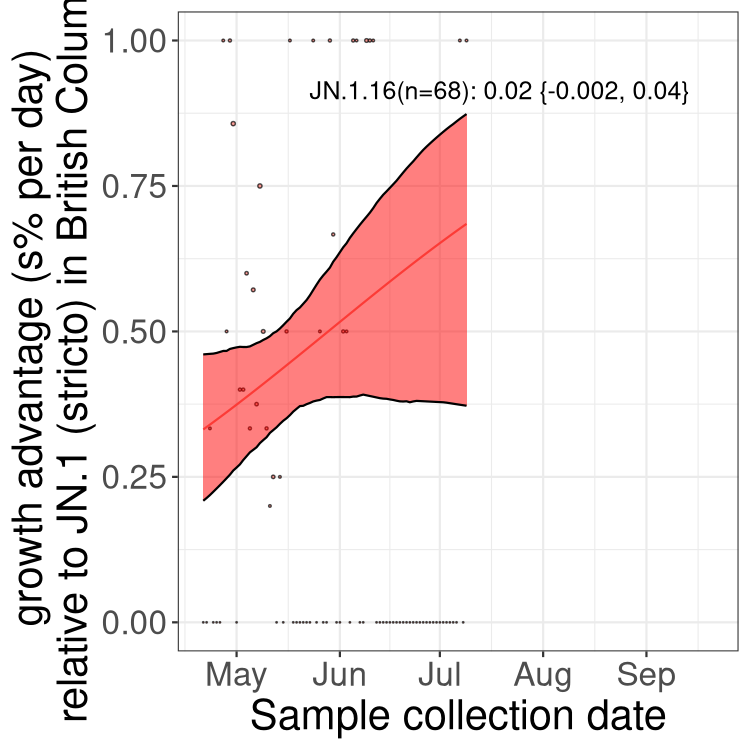 growth advantage (s% per day)
relative to JN.1 (stricto) in British Colum
1.00
0.75
0.50
0.25
0.00
JN.1.16(n=68): 0.02 {-0.002, 0.04}
May Jun Jul Aug Sep
Sample collection date